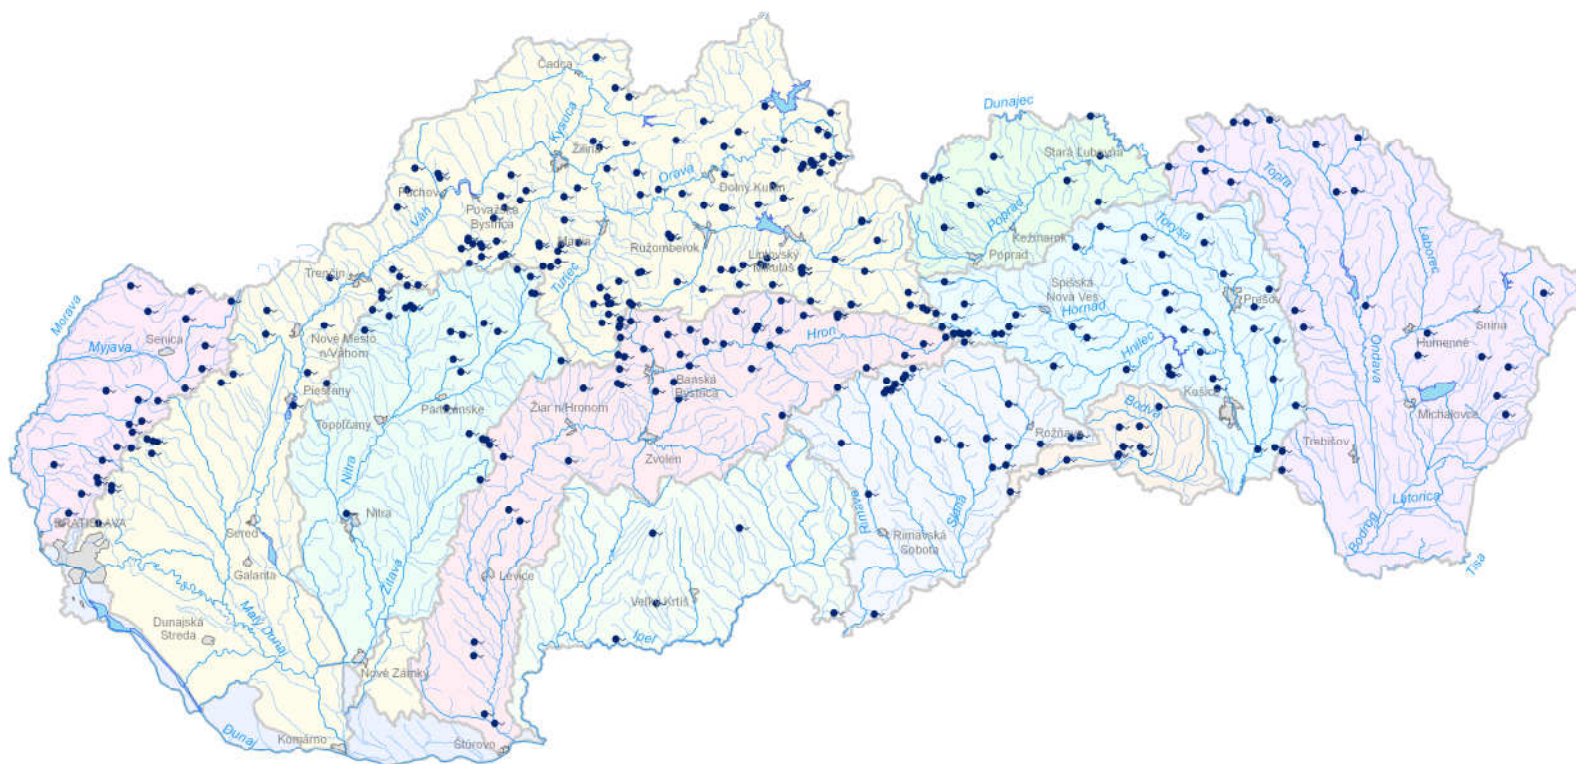 Čadca
Dunajec
Kysuca
Žilina
Stará Ľubovňa
Topľa
Orava
Dolný Kubín
Púchov
Váh
Považská
Bystrica
Poprad
Torysa
Laborec
Martin
Ružomberok
Kežmarok
Poprad
Liptovský
Mikuláš
Trenčín
Turiec
Spišská
Nová Ves
Prešov
Morava
Hornád
Senica
Myjava
Nové Mesto
n/Váhom
Hron
Hnilec
Ondava
Snina
Humenné
Banská
Bystrica
Piešťany
Partizánske
Topoľčany
Žiar n/Hronom
Košice
Bodva
Michalovce
Rožňava
Trebišov
Zvolen
Nitra
Rimava
Slaná
Latorica
BRATISLAVA
Nitra
Sereď
Rimavská
Sobota
Bodrog
Tisa
Galanta
Levice
Žitava
Malý Dunaj
Veľký Krtíš
Dunajská
Streda
Ipeľ
Nové Zámky
Dunaj
Komárno
Štúrovo